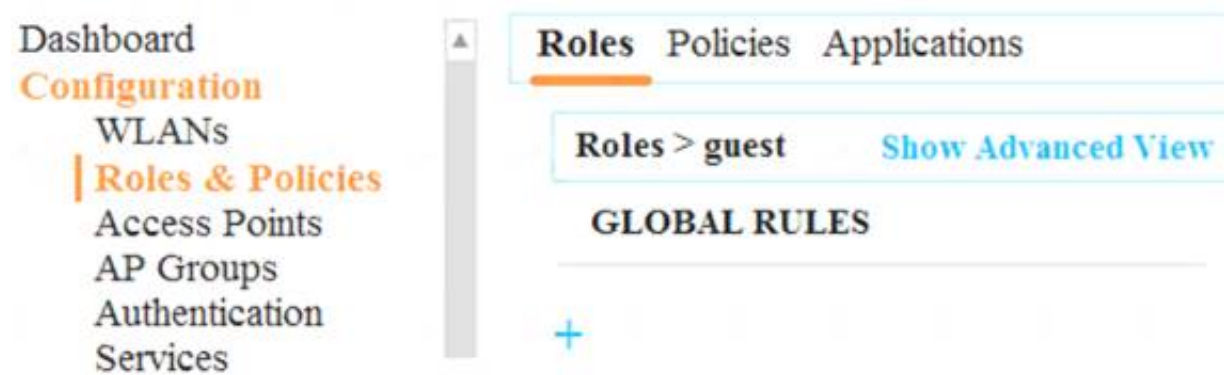 Dashboard
Configuration
WLANs
Roles & Policies
Access Points
AP Groups
Authentication
Services
Roles Policies Applications
Roles > guest Show Advanced View
GLOBAL RULES
+